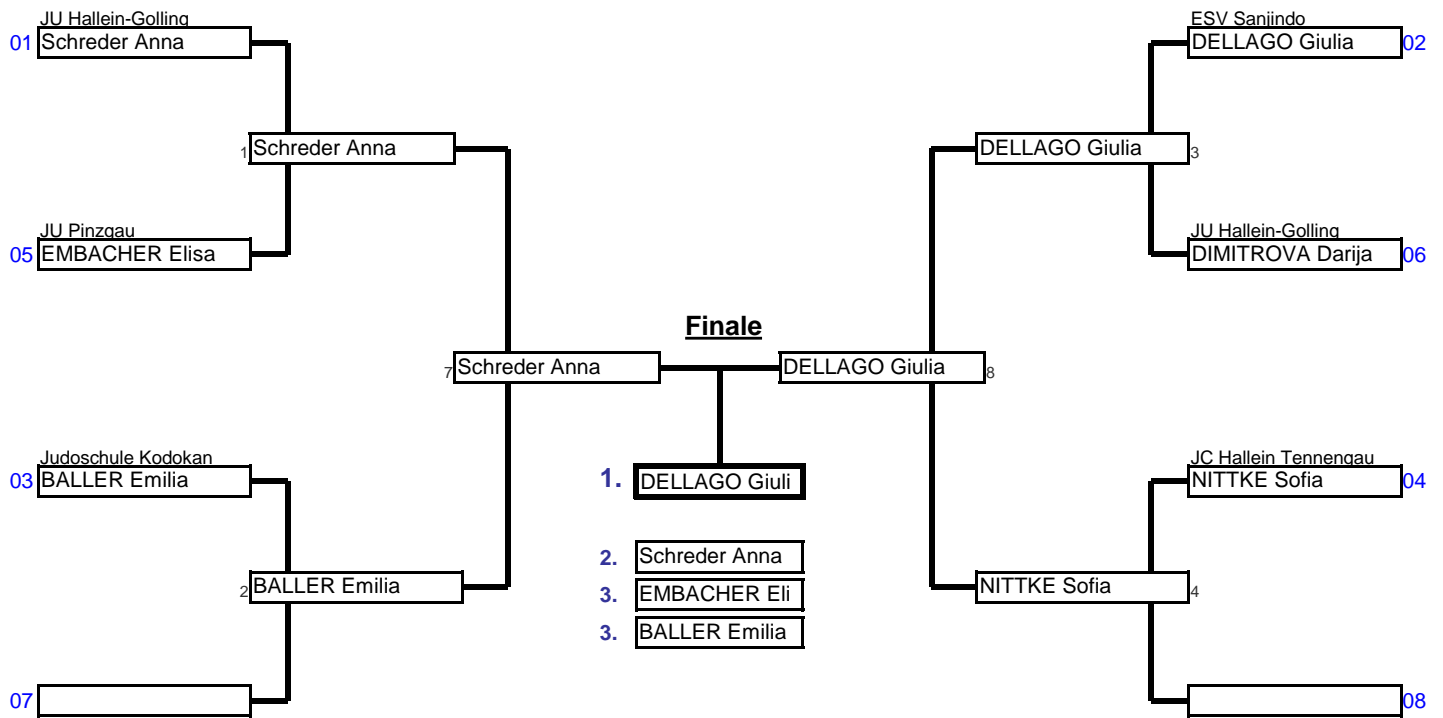 JU Hallein-Golling
ESV Sanjindo
01 Schreder Anna
DELLAGO Giulia 02
1 Schreder Anna
DELLAGO Giulia 3
JU Pinzgau
JU Hallein-Golling
05 EMBACHER Elisa
DIMITROVA Darija 06
Finale
7 Schreder Anna
DELLAGO Giulia 8
Judoschule Kodokan
JC Hallein Tennengau
03 BALLER Emilia
1. DELLAGO Giuli
NITTKE Sofia 04
2. Schreder Anna
2 BALLER Emilia
3. EMBACHER Eli
NITTKE Sofia 4
3. BALLER Emilia
07
08